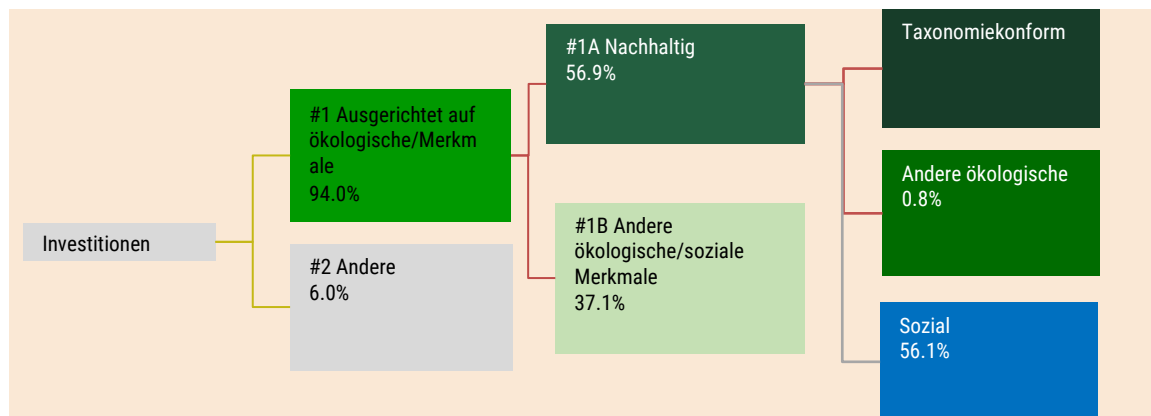 Investitionen
#1 Ausgerichtet auf
ökologische/Merkm
ale
94.0%
#2 Andere
6.0%
#1A Nachhaltig
56.9%
#1B Andere
ökologische/soziale
Merkmale
37.1%
Taxonomiekonform
Andere ökologische
0.8%
Sozial
56.1%